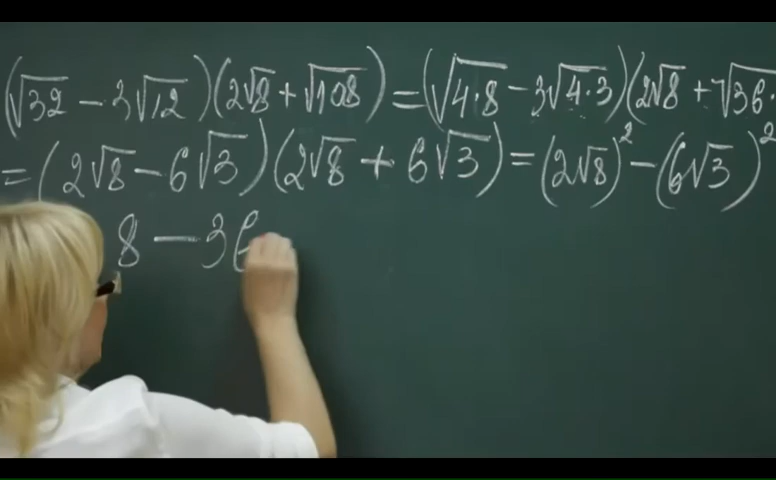 (√32 − 3√12)(2√8 + √108) = (√4·8 − 3√4·3)(2√8 + √36·
= (2√8 − 6√3)(2√8 + 6√3) = (2√8)² − (6√3)²
8 − 36